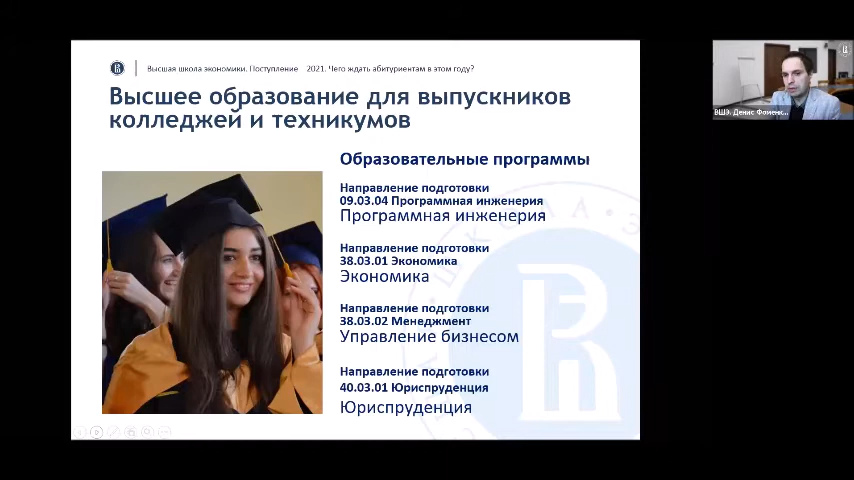 Высшая школа экономики. Поступление 2021. Чего ждать абитуриентам в этом году?
Высшее образование для выпускников
колледжей и техникумов
Образовательные программы
Направление подготовки
09.03.04 Программная инженерия
Программная инженерия
Направление подготовки
38.03.01 Экономика
Экономика
Направление подготовки
38.03.02 Менеджмент
Управление бизнесом
Направление подготовки
40.03.01 Юриспруденция
Юриспруденция
ВШЭ. Денис Фоменк...